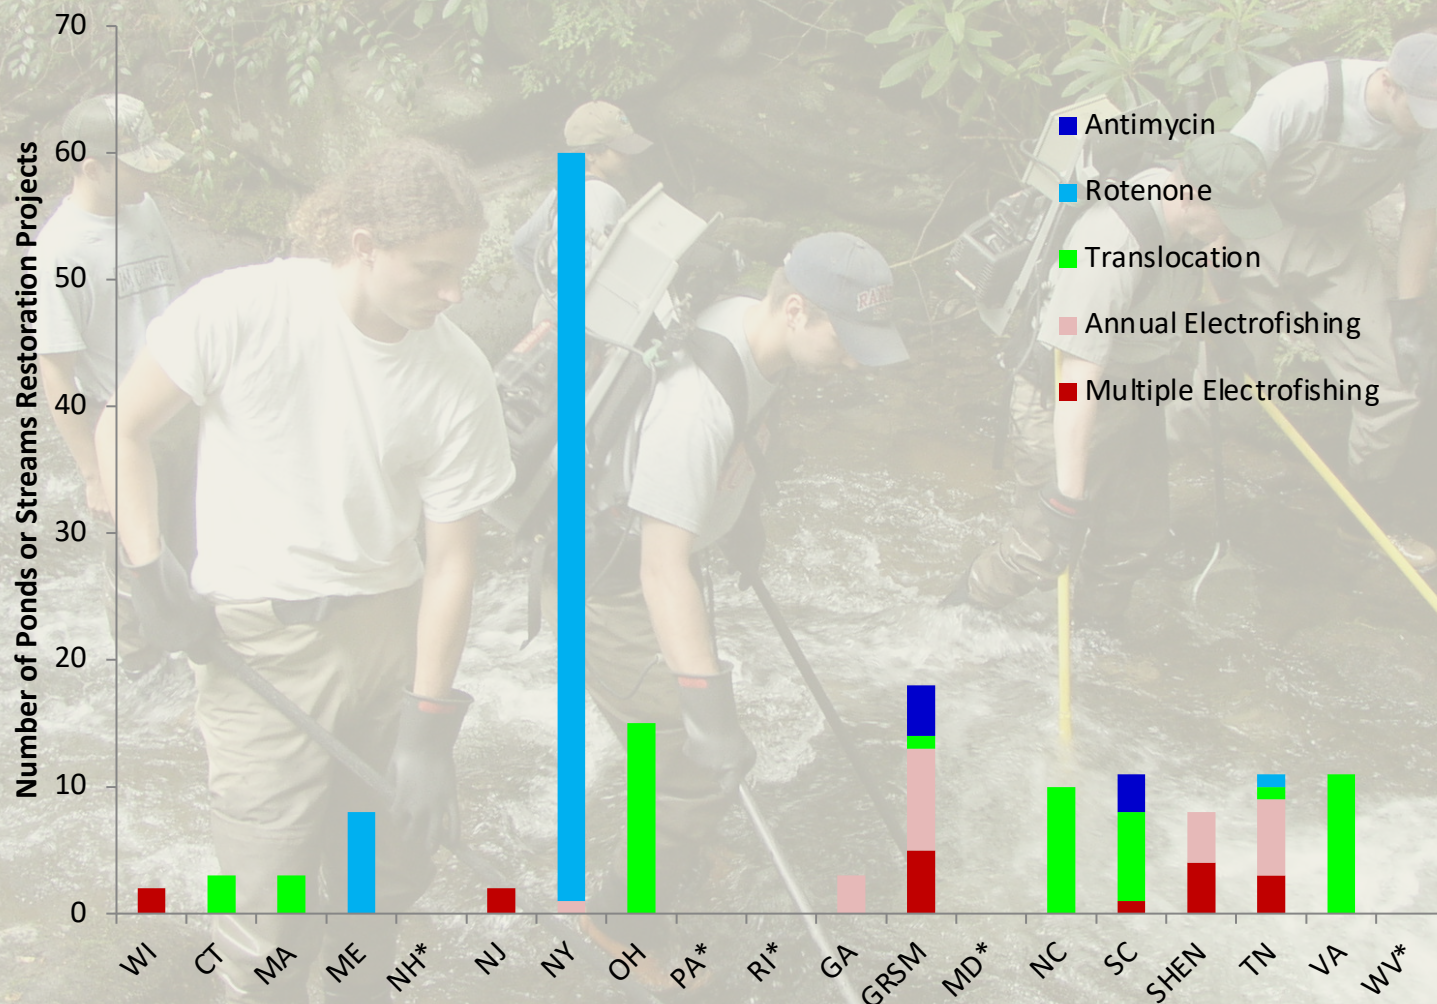 Number of Ponds or Streams Restoration Projects
70
60
50
40
30
20
10
0
Antimycin
Rotenone
Translocation
Annual Electrofishing
Multiple Electrofishing
WI
CT
MA
ME
NH*
NJ
NY
OH
PA*
RI*
GA
GRSM
MD*
NC
SC
SHEN
TN
VA
WV*